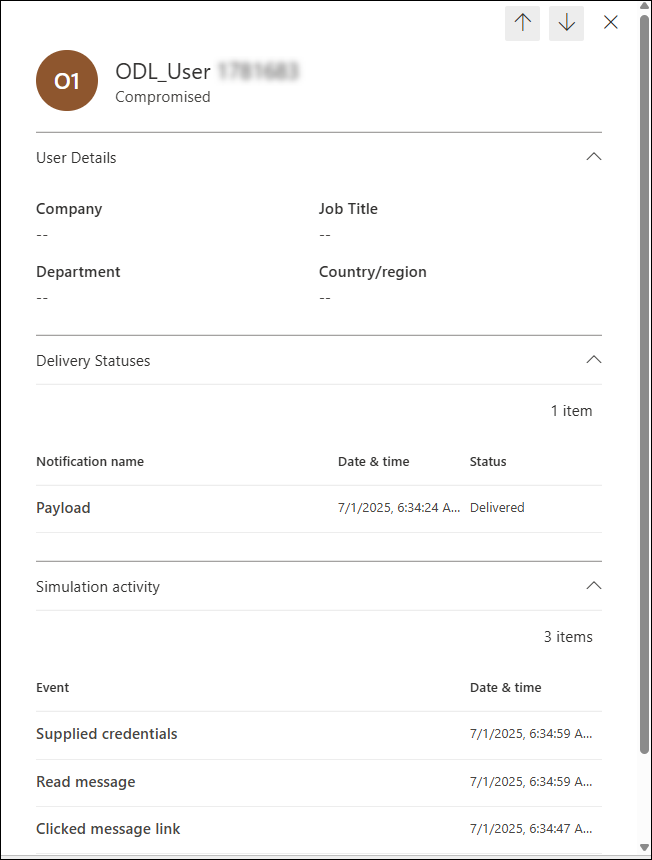 O1
ODL_User
Compromised
User Details
Company Job Title
-- --
Department Country/region
-- --
Delivery Statuses
1 item
Notification name Date & time Status
Payload 7/1/2025, 6:34:24 A... Delivered
Simulation activity
3 items
Event Date & time
Supplied credentials 7/1/2025, 6:34:59 A...
Read message 7/1/2025, 6:34:59 A...
Clicked message link 7/1/2025, 6:34:47 A...